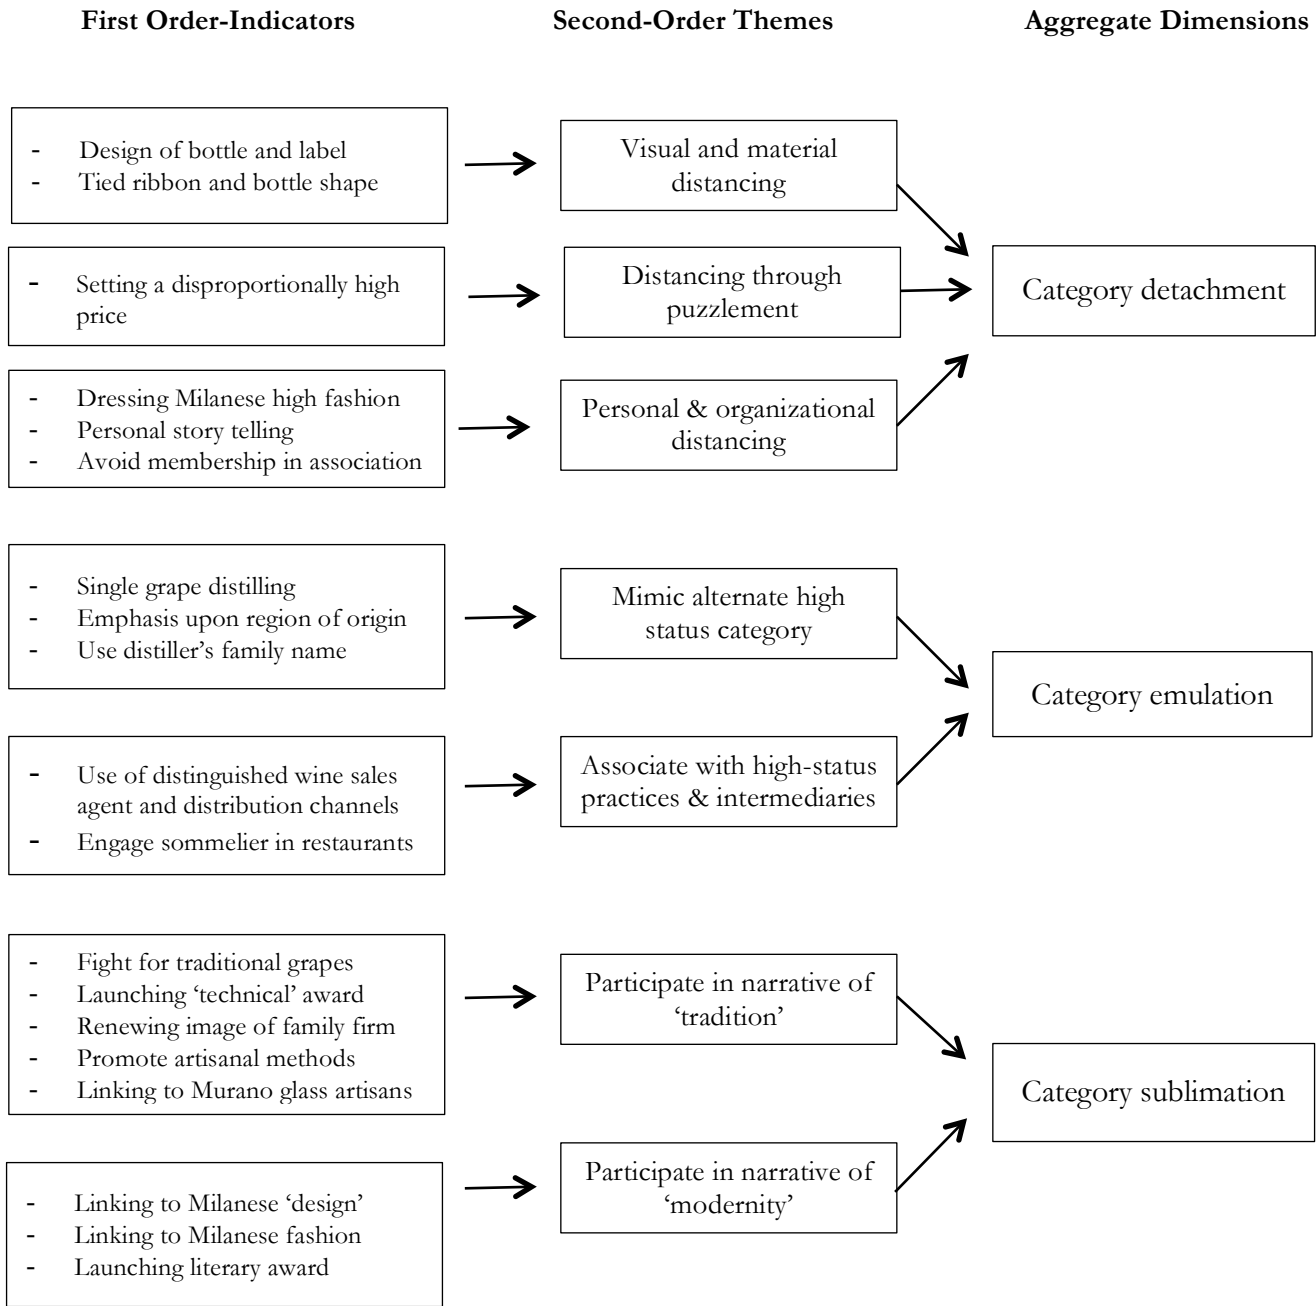 First Order-Indicators
Second-Order Themes
Aggregate Dimensions
- Design of bottle and label
- Tied ribbon and bottle shape
Visual and material
distancing
- Setting a disproportionally high
price
Distancing through
puzzlement
Category detachment
- Dressing Milanese high fashion
- Personal story telling
- Avoid membership in association
Personal & organizational
distancing
- Single grape distilling
- Emphasis upon region of origin
- Use distiller's family name
Mimic alternate high
status category
Category emulation
- Use of distinguished wine sales
agent and distribution channels
- Engage sommelier in restaurants
Associate with high-status
practices & intermediaries
- Fight for traditional grapes
- Launching ‘technical’ award
- Renewing image of family firm
- Promote artisanal methods
- Linking to Murano glass artisans
Participate in narrative of
‘tradition’
Category sublimation
- Linking to Milanese ‘design’
- Linking to Milanese fashion
- Launching literary award
Participate in narrative of
‘modernity’